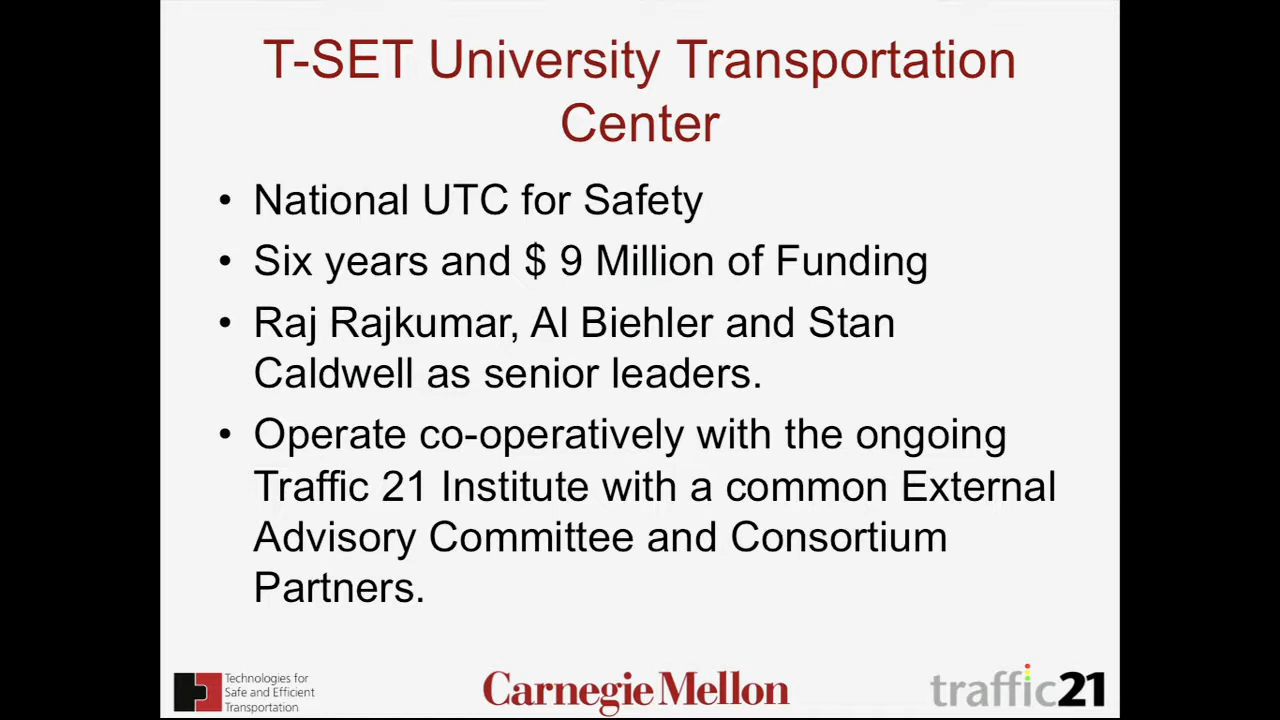 T-SET University Transportation
Center
• National UTC for Safety
• Six years and $ 9 Million of Funding
• Raj Rajkumar, Al Biehler and Stan
Caldwell as senior leaders.
• Operate co-operatively with the ongoing
Traffic 21 Institute with a common External
Advisory Committee and Consortium
Partners.
Technologies for
Safe and Efficient
Transportation
Carnegie Mellon
traffic21